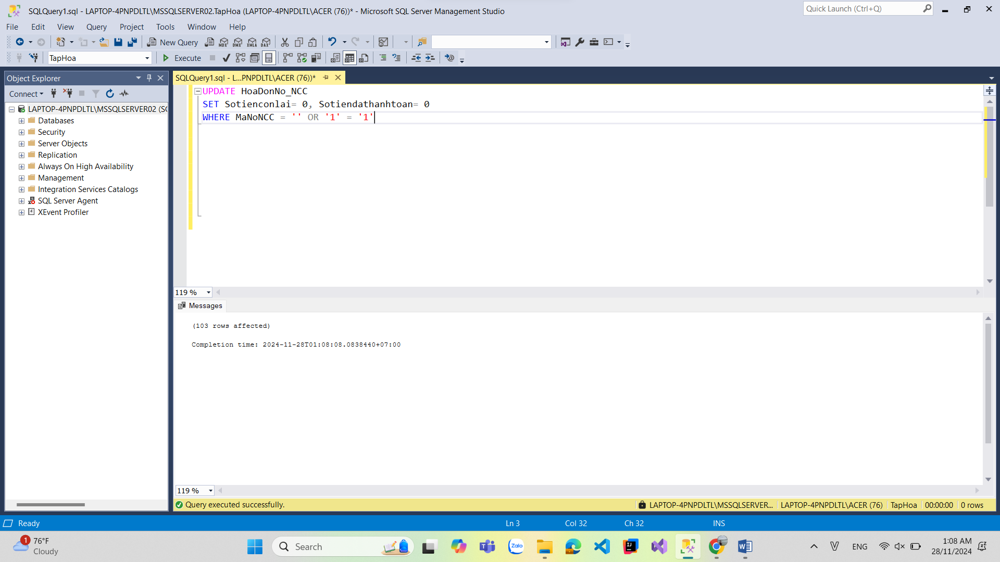 SQLQuery1.sql - LAPTOP-4PNPDLTL\MSSQLSERVER02.TapHoa (LAPTOP-4PNPDLTL\ACER (76))* - Microsoft SQL Server Management Studio
Quick Launch (Ctrl+Q)
File Edit View Query Project Tools Window Help
New Query
MDX DMX XMLA DAX
TapHoa
Execute
Object Explorer
Connect
LAPTOP-4PNPDLTL\MSSQLSERVER02 (SQ
Databases
Security
Server Objects
Replication
Always On High Availability
Management
Integration Services Catalogs
SQL Server Agent
XEvent Profiler
SQLQuery1.sql - L...PNPDLTL\ACER (76))*
UPDATE HoaDonNo_NCC
SET Sotienconlai= 0, Sotiendathanhtoan= 0
WHERE MaNoNCC = '' OR '1' = '1'
119 %
Messages
(103 rows affected)
Completion time: 2024-11-28T01:08:08.0838440+07:00
119 %
Query executed successfully.
LAPTOP-4PNPDLTL\MSSQLSERVER... LAPTOP-4PNPDLTL\ACER (76) TapHoa 00:00:00 0 rows
Ready
Ln 3 Col 32 Ch 32 INS
1
76°F
Cloudy
Search
Zalo
ENG
1:08 AM
28/11/2024